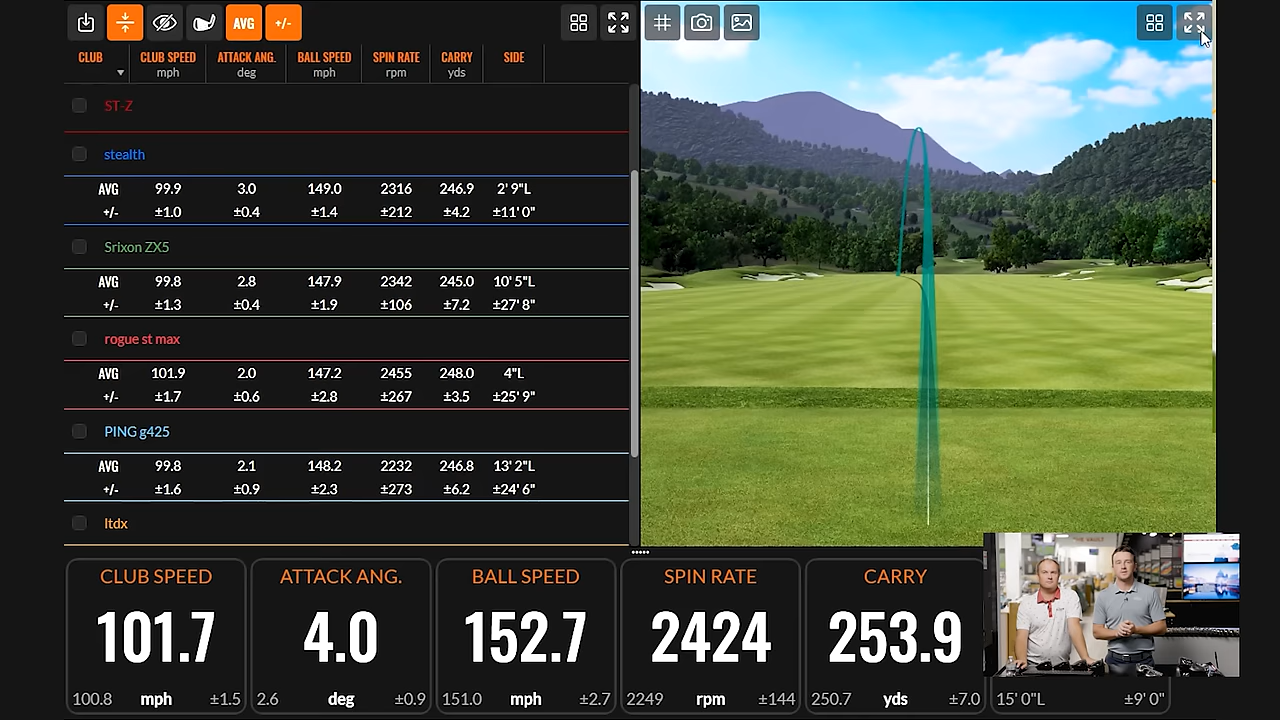 AVG +/-
CLUB CLUB SPEED ATTACK ANG. BALL SPEED SPIN RATE CARRY SIDE
mph deg mph rpm yds
ST-Z
stealth
AVG 99.9 3.0 149.0 2316 246.9 2' 9"L
+/- ±1.0 ±0.4 ±1.4 ±212 ±4.2 ±11' 0"
Srixon ZX5
AVG 99.8 2.8 147.9 2342 245.0 10' 5"L
+/- ±1.3 ±0.4 ±1.9 ±106 ±7.2 ±27' 8"
rogue st max
AVG 101.9 2.0 147.2 2455 248.0 4"L
+/- ±1.7 ±0.6 ±2.8 ±267 ±3.5 ±25' 9"
PING g425
AVG 99.8 2.1 148.2 2232 246.8 13' 2"L
+/- ±1.6 ±0.9 ±2.3 ±273 ±6.2 ±24' 6"
ltdx
CLUB SPEED ATTACK ANG. BALL SPEED SPIN RATE CARRY
101.7 4.0 152.7 2424 253.9
100.8 mph ±1.5 2.6 deg ±0.9 151.0 mph ±2.7 2249 rpm ±144 250.7 yds ±7.0 15' 0"L ±9' 0"